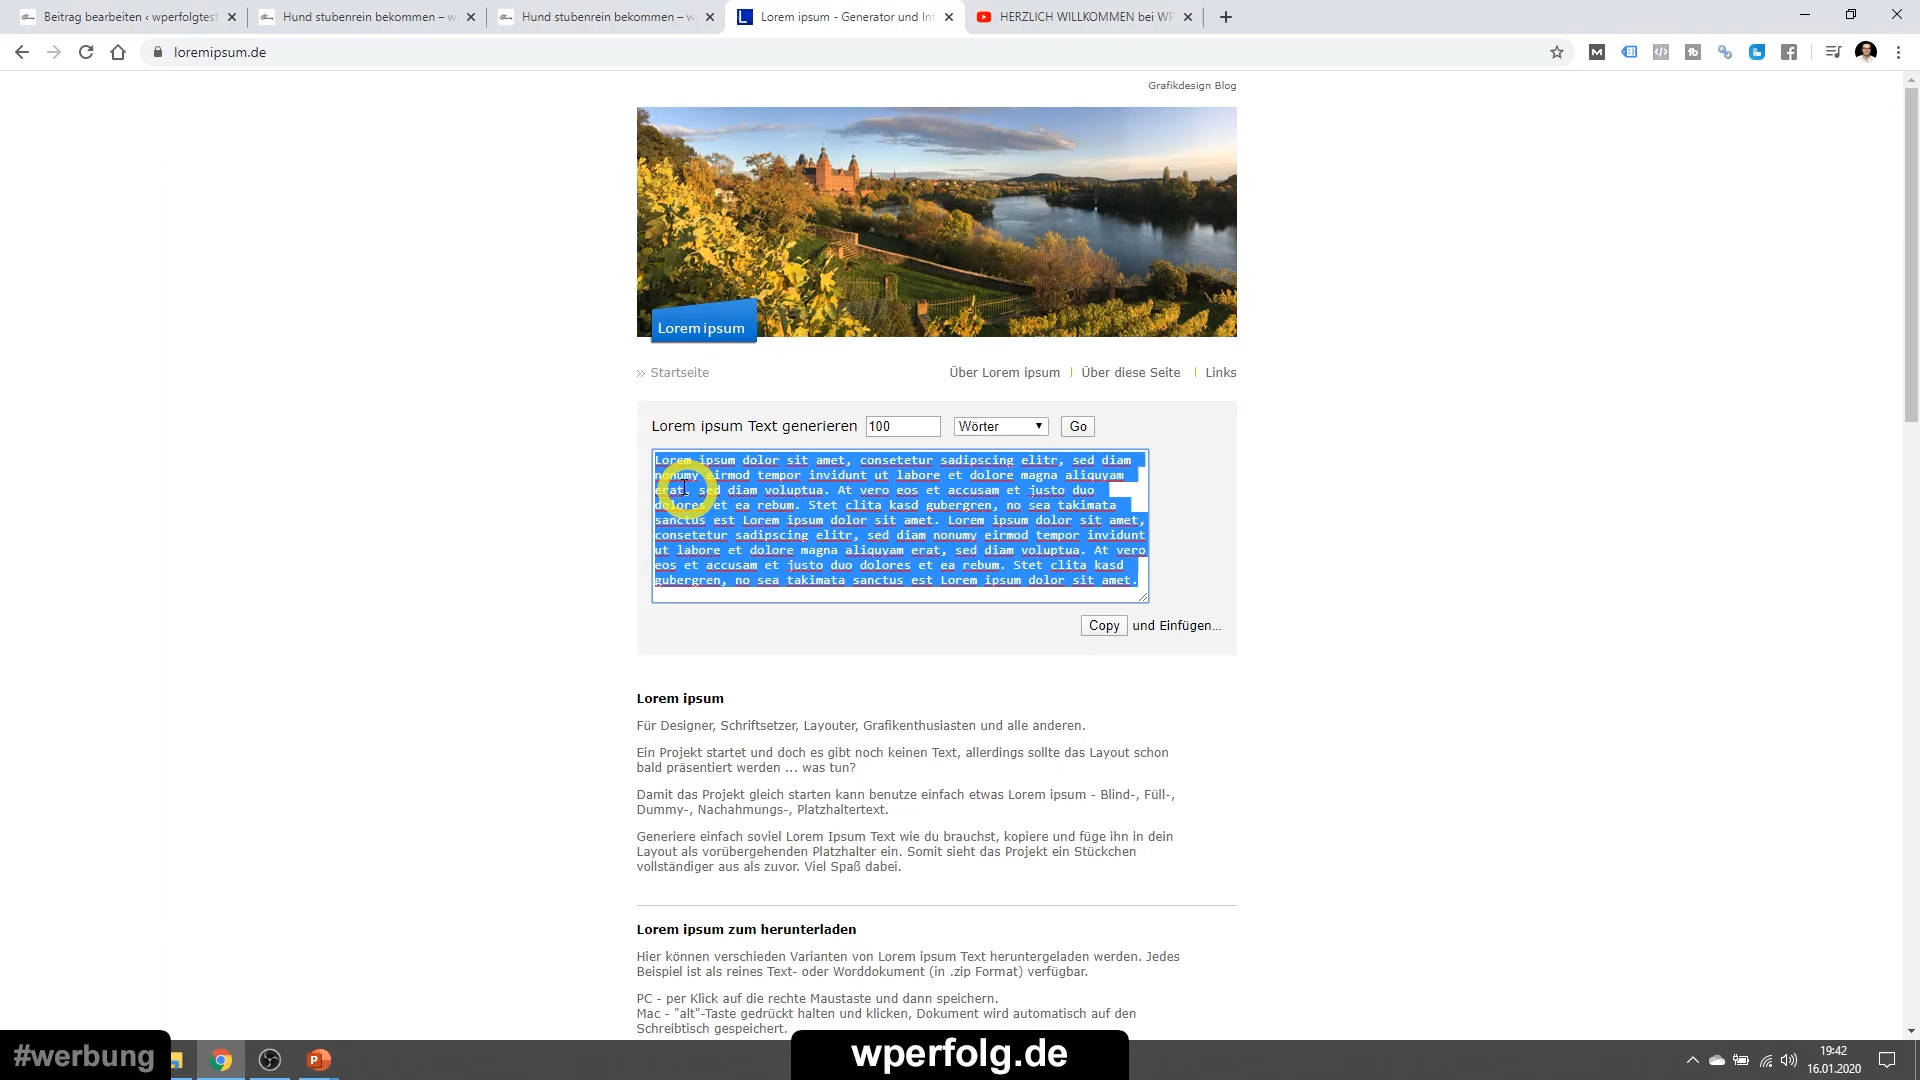 Beitrag bearbeiten ‹ wperfolgtest
Hund stubenrein bekommen – w
Hund stubenrein bekommen – w
Lorem ipsum - Generator und Inf
HERZLICH WILLKOMMEN bei WP
loremipsum.de
Grafikdesign Blog
Lorem ipsum
Startseite
Über Lorem ipsum
Über diese Seite
Links
Lorem ipsum Text generieren 100 Wörter Go
Lorem ipsum dolor sit amet, consetetur sadipscing elitr, sed diam
nonumy eirmod tempor invidunt ut labore et dolore magna aliquyam
erat, sed diam voluptua. At vero eos et accusam et justo duo
dolores et ea rebum. Stet clita kasd gubergren, no sea takimata
sanctus est Lorem ipsum dolor sit amet. Lorem ipsum dolor sit amet,
consetetur sadipscing elitr, sed diam nonumy eirmod tempor invidunt
ut labore et dolore magna aliquyam erat, sed diam voluptua. At vero
eos et accusam et justo duo dolores et ea rebum. Stet clita kasd
gubergren, no sea takimata sanctus est Lorem ipsum dolor sit amet.
Copy und Einfügen...
Lorem ipsum
Für Designer, Schriftsetzer, Layouter, Grafikenthusiasten und alle anderen.
Ein Projekt startet und doch es gibt noch keinen Text, allerdings sollte das Layout schon
bald präsentiert werden ... was tun?
Damit das Projekt gleich starten kann benutze einfach etwas Lorem ipsum - Blind-, Füll-,
Dummy-, Nachahmungs-, Platzhaltertext.
Generiere einfach soviel Lorem Ipsum Text wie du brauchst, kopiere und füge ihn in dein
Layout als vorübergehenden Platzhalter ein. Somit sieht das Projekt ein Stückchen
vollständiger aus als zuvor. Viel Spaß dabei.
Lorem ipsum zum herunterladen
Hier können verschieden Varianten von Lorem ipsum Text heruntergeladen werden. Jedes
Beispiel ist als reines Text- oder Worddokument (in .zip Format) verfügbar.
PC - per Klick auf die rechte Maustaste und dann speichern.
Mac - "alt"-Taste gedrückt halten und klicken, Dokument wird automatisch auf den
Schreibtisch gespeichert.
#werbung
wperfolg.de
19:42
16.01.2020